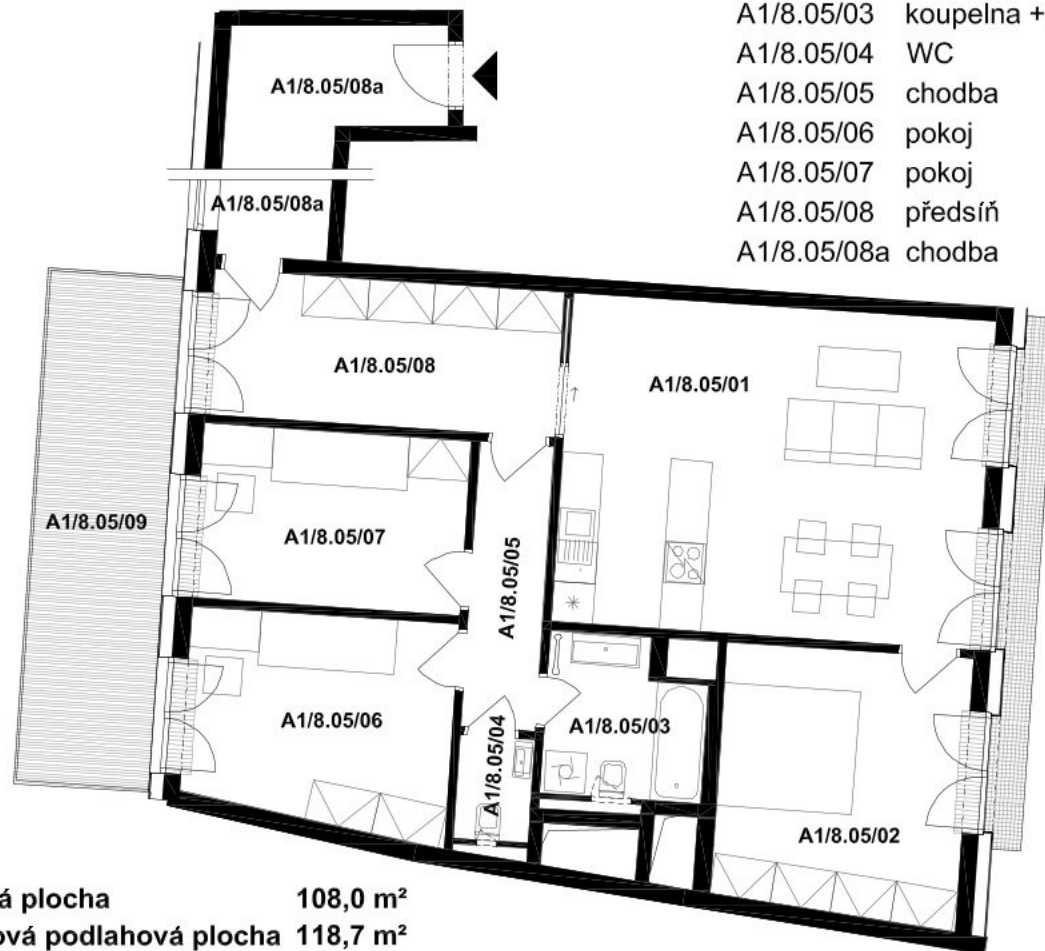 A1/8.05/03 koupelna +
A1/8.05/04 WC
A1/8.05/05 chodba
A1/8.05/06 pokoj
A1/8.05/07 pokoj
A1/8.05/08 předsíň
A1/8.05/08a chodba
A1/8.05/08a
A1/8.05/08a
A1/8.05/08
A1/8.05/01
A1/8.05/09
A1/8.05/07
A1/8.05/05
A1/8.05/06
A1/8.05/04
A1/8.05/03
A1/8.05/02
á plocha 108,0 m²
ová podlahová plocha 118,7 m²